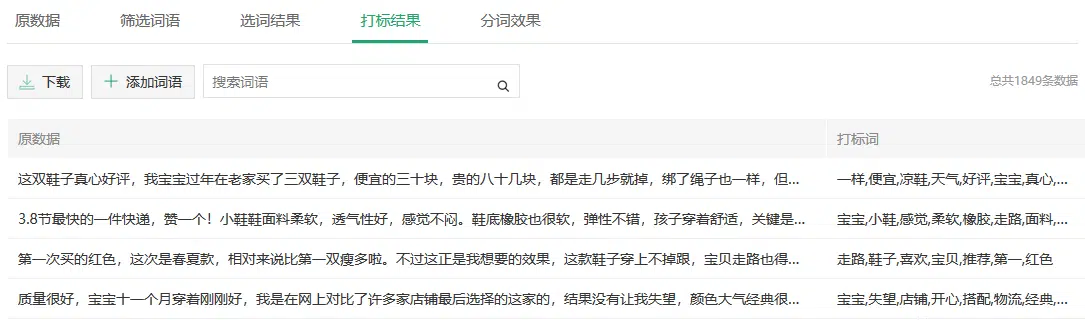 原数据 筛选词语 选词结果 打标结果 分词效果
下载 添加词语 搜索词语 总共1849条数据
原数据 打标词
这双鞋子真心好评，我宝宝过年在老家买了三双鞋子，便宜的三十块，贵的八十几块，都是走几步就掉，绑了绳子也一样，但... 一样,便宜,凉鞋,天气,好评,宝宝,真心,...
3.8节最快的一件快递，赞一个！小鞋鞋面料柔软，透气性好，感觉不闷。鞋底橡胶也很软，弹性不错，孩子穿着舒适，关键是... 宝宝,小鞋,感觉,柔软,橡胶,走路,面料,...
第一次买的红色，这次是春夏款，相对来说比第一双瘦多啦。不过这正是我想要的效果，这款鞋子穿上不掉跟，宝贝走路也得... 走路,鞋子,喜欢,宝贝,推荐,第一,红色
质量很好，宝宝十一个月穿着刚刚好，我是在网上对比了许多家店铺最后选择的这家的，结果没有让我失望，颜色大气经典很... 宝宝,失望,店铺,开心,搭配,物流,经典,...